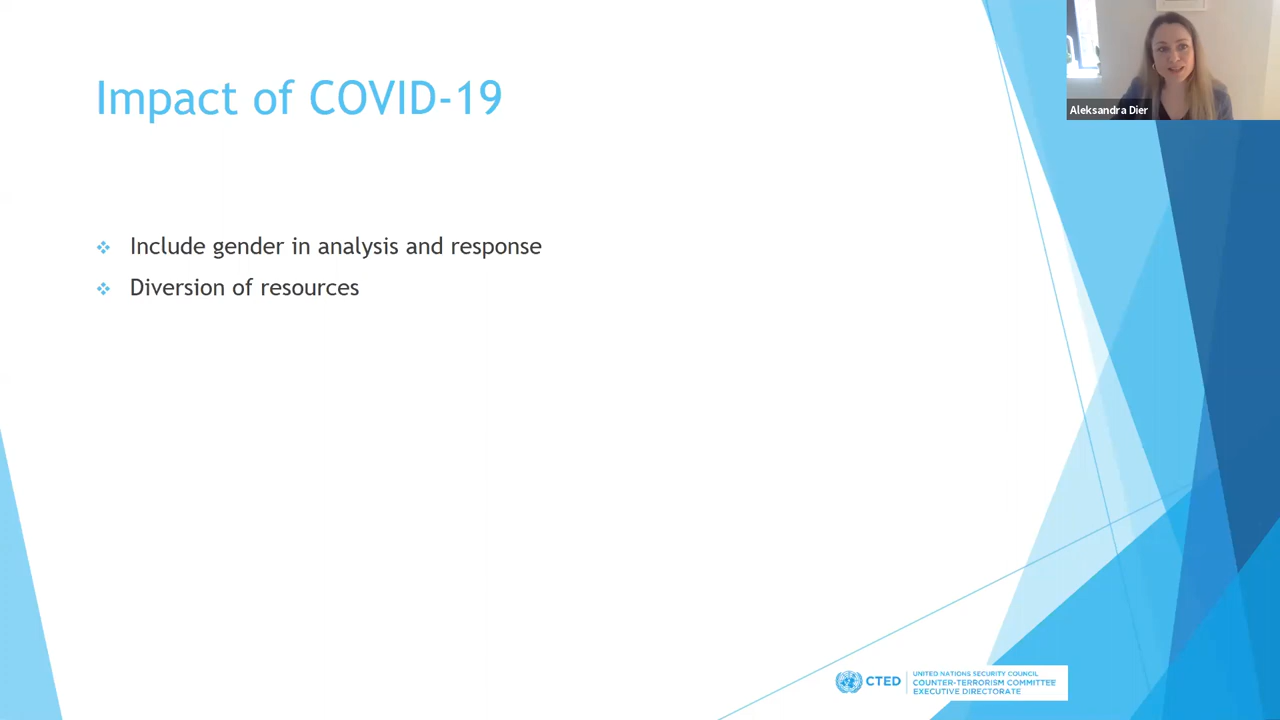 Impact of COVID-19
Aleksandra Dier
Include gender in analysis and response
Diversion of resources
CTED
UNITED NATIONS SECURITY COUNCIL
COUNTER-TERRORISM COMMITTEE
EXECUTIVE DIRECTORATE